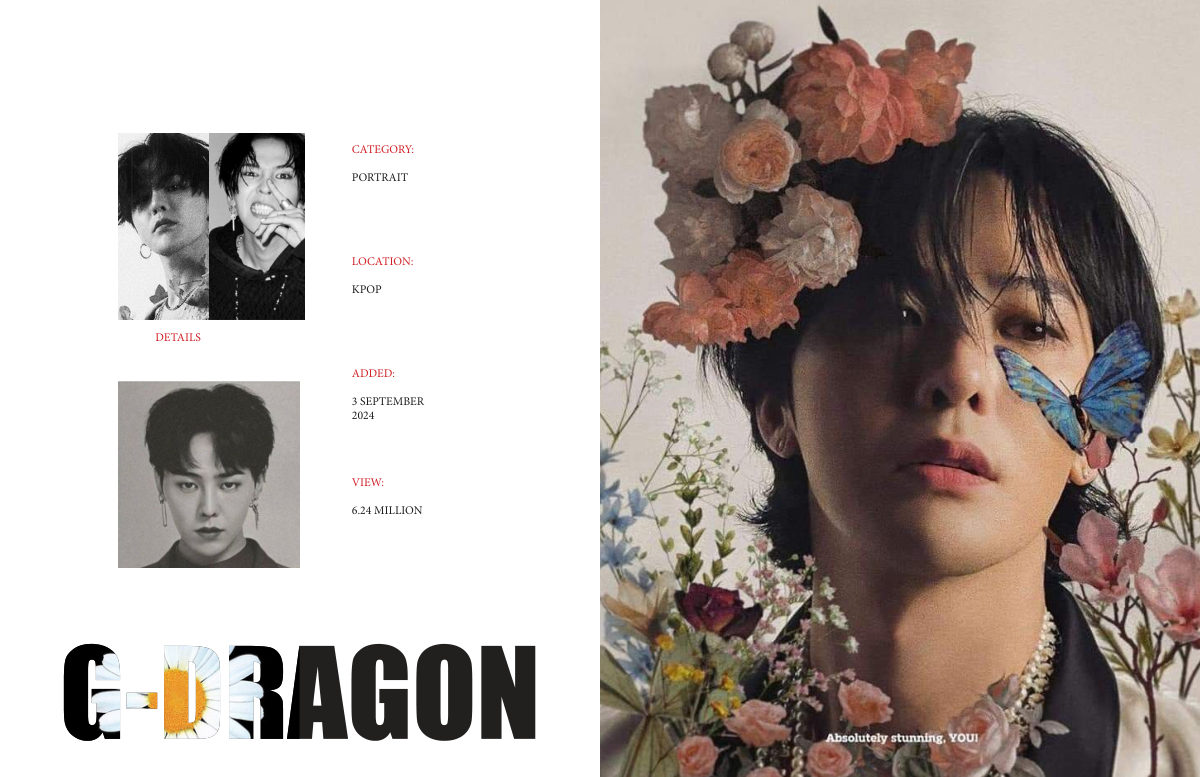 CATEGORY:
PORTRAIT
LOCATION:
KPOP
DETAILS
ADDED:
3 SEPTEMBER
2024
VIEW:
6.24 MILLION
G-DRAGON
Absolutely stunning, YOU!